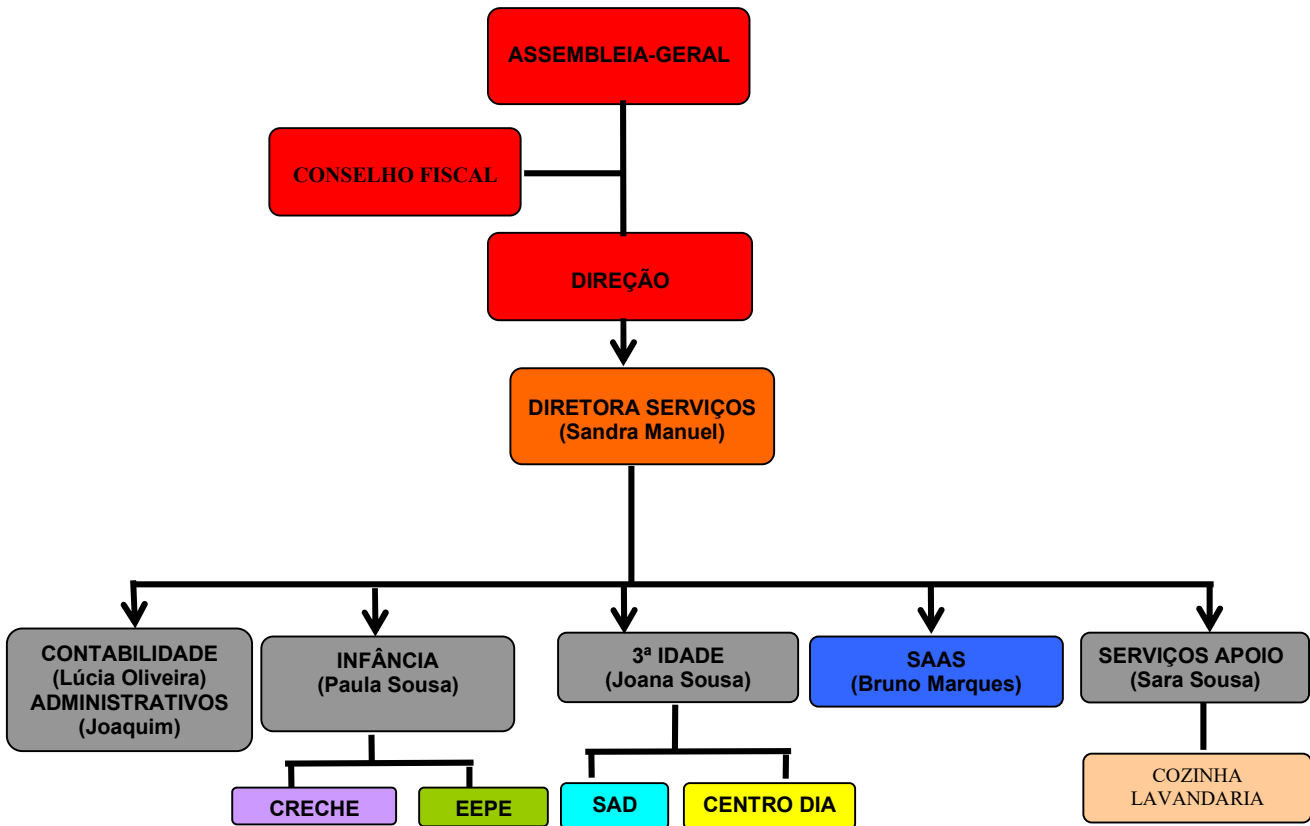 ASSEMBLEIA-GERAL
CONSELHO FISCAL
DIREÇÃO
DIRETORA SERVIÇOS
(Sandra Manuel)
CONTABILIDADE
(Lúcia Oliveira)
ADMINISTRATIVOS
(Joaquim)
INFÂNCIA
(Paula Sousa)
3ª IDADE
(Joana Sousa)
SAAS
(Bruno Marques)
SERVIÇOS APOIO
(Sara Sousa)
CRECHE
EEPE
SAD
CENTRO DIA
COZINHA
LAVANDARIA